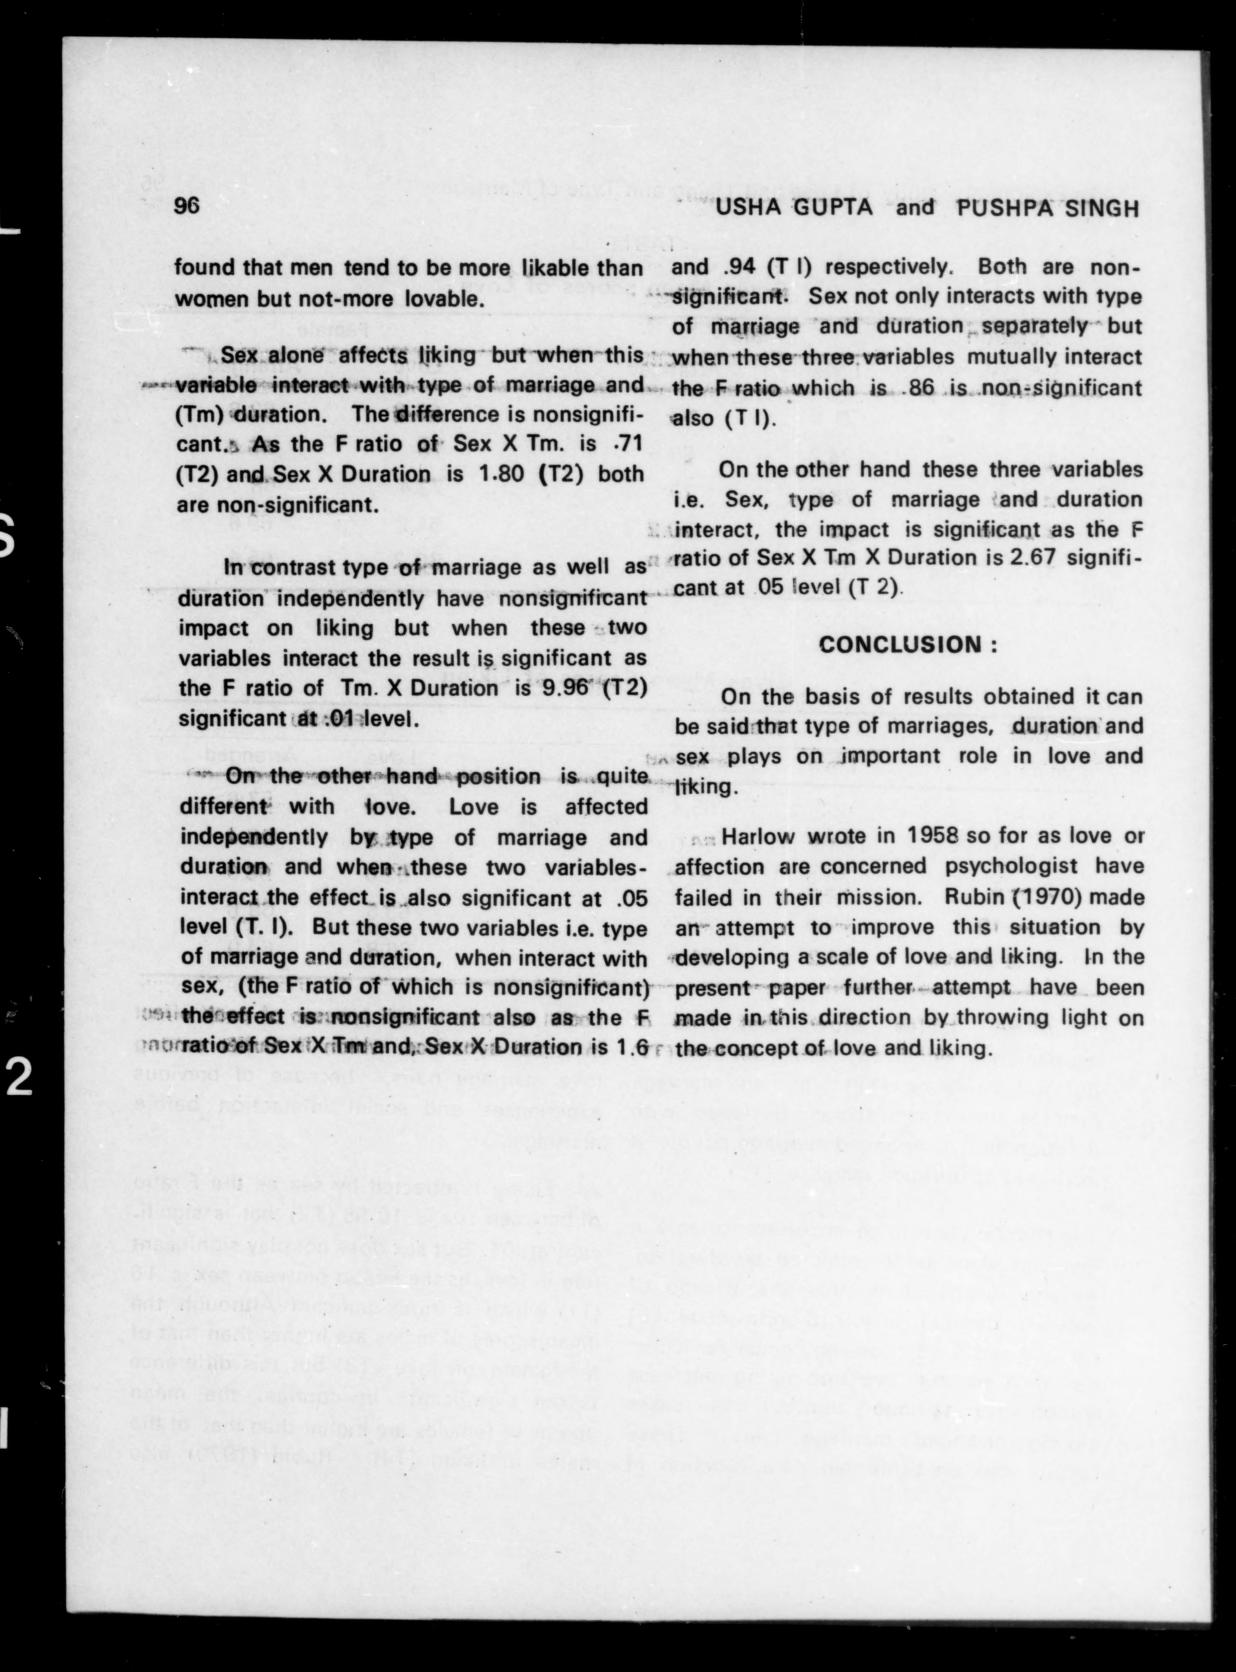 96
USHA GUPTA and PUSHPA SINGH
found that men tend to be more likable than
women but not-more lovable.
Sex alone affects liking but when this
variable interact with type of marriage and
(Tm) duration. The difference is nonsignifi-
cant. As the F ratio of Sex X Tm. is .71
(T2) and Sex X Duration is 1.80 (T2) both
are non-significant.
In contrast type of marriage as well as
duration independently have nonsignificant
impact on liking but when these two
variables interact the result is significant as
the F ratio of Tm. X Duration is 9.96 (T2)
significant at .01 level.
On the other hand position is quite
different with love. Love is affected
independently by type of marriage and
duration and when these two variables-
interact the effect is also significant at .05
level (T. I). But these two variables i.e. type
of marriage and duration, when interact with
sex, (the F ratio of which is nonsignificant)
the effect is nonsignificant also as the F
ratio of Sex X Tm and, Sex X Duration is 1.6
and .94 (T I) respectively. Both are non-
significant. Sex not only interacts with type
of marriage and duration separately but
when these three variables mutually interact
the F ratio which is .86 is non-significant
also (T I).
On the other hand these three variables
i.e. Sex, type of marriage and duration
interact, the impact is significant as the F
ratio of Sex X Tm X Duration is 2.67 signifi-
cant at 05 level (T 2).
CONCLUSION :
On the basis of results obtained it can
be said that type of marriages, duration and
sex plays on important role in love and
liking.
Harlow wrote in 1958 so for as love or
affection are concerned psychologist have
failed in their mission. Rubin (1970) made
an attempt to improve this situation by
developing a scale of love and liking. In the
present paper further attempt have been
made in this direction by throwing light on
the concept of love and liking.
S
2